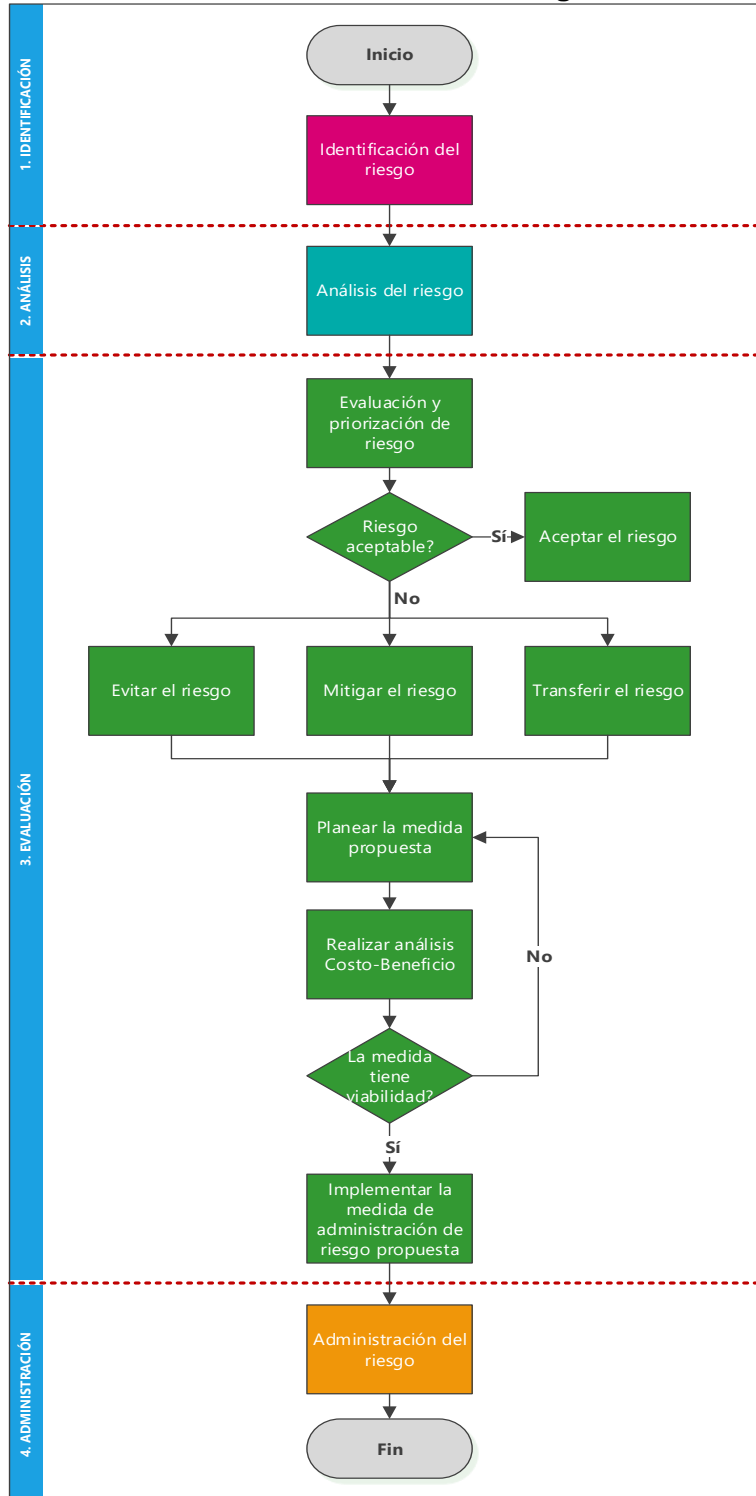 1. IDENTIFICACIÓN
Inicio
Identificación del
riesgo
2. ANÁLISIS
Análisis del riesgo
3. EVALUACIÓN
Evaluación y
priorización de
riesgo
Riesgo
aceptable?
Sí
Aceptar el riesgo
No
Evitar el riesgo
Mitigar el riesgo
Transferir el riesgo
Planear la medida
propuesta
Realizar análisis
Costo-Beneficio
No
La medida
tiene
viabilidad?
Sí
Implementar la
medida de
administración de
riesgo propuesta
4. ADMINISTRACIÓN
Administración del
riesgo
Fin